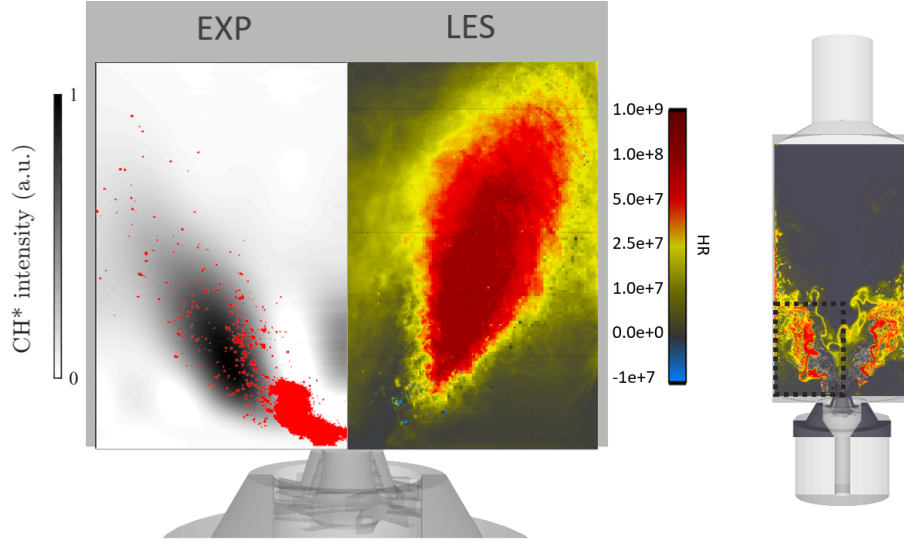 EXP
LES
1
CH* intensity (a.u.)
0
1.0e+9
1.0e+8
5.0e+7
2.5e+7
1.0e+7
0.0e+0
-1e+7
HR